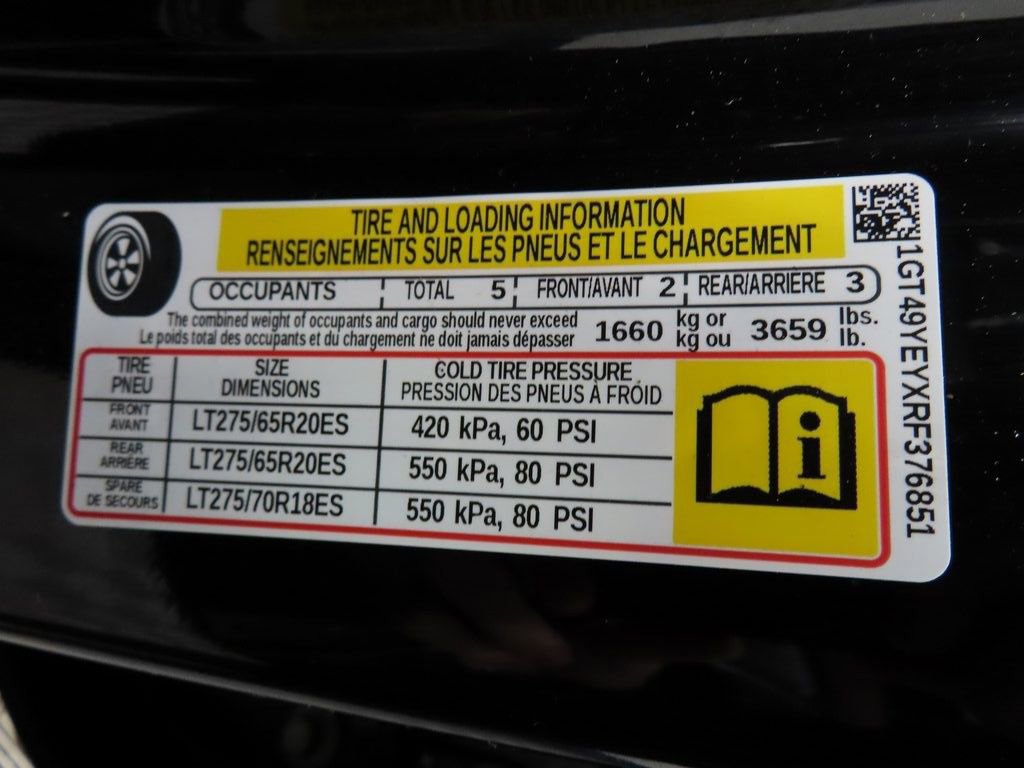 TIRE AND LOADING INFORMATION
RENSEIGNEMENTS SUR LES PNEUS ET LE CHARGEMENT
OCCUPANTS TOTAL 5 FRONT/AVANT 2 REAR/ARRIÈRE 3
The combined weight of occupants and cargo should never exceed 1660 kg or 3659 lbs.
Le poids total des occupants et du chargement ne doit jamais dépasser kg ou lb.
TIRE SIZE COLD TIRE PRESSURE
PNEU DIMENSIONS PRESSION DES PNEUS À FROID
FRONT
AVANT LT275/65R20ES 420 kPa, 60 PSI
REAR
ARRIÈRE LT275/65R20ES 550 kPa, 80 PSI
SPARE
DE SECOURS LT275/70R18ES 550 kPa, 80 PSI
i
1GT49YEYXRF376851